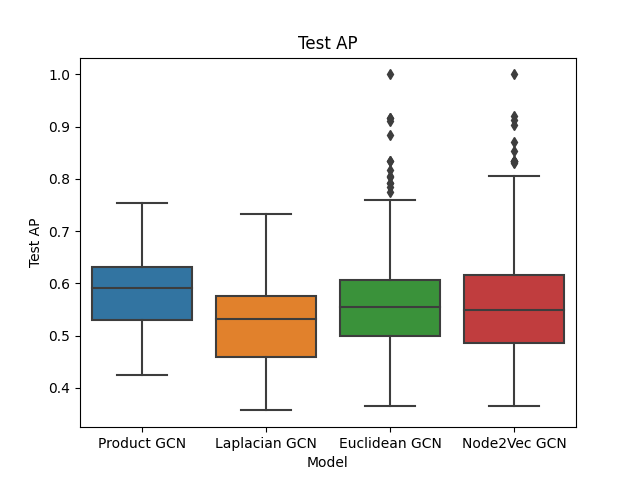 Test AP
1.0
0.9
0.8
0.7
0.6
0.5
0.4
Test AP
Product GCN Laplacian GCN Euclidean GCN Node2Vec GCN
Model